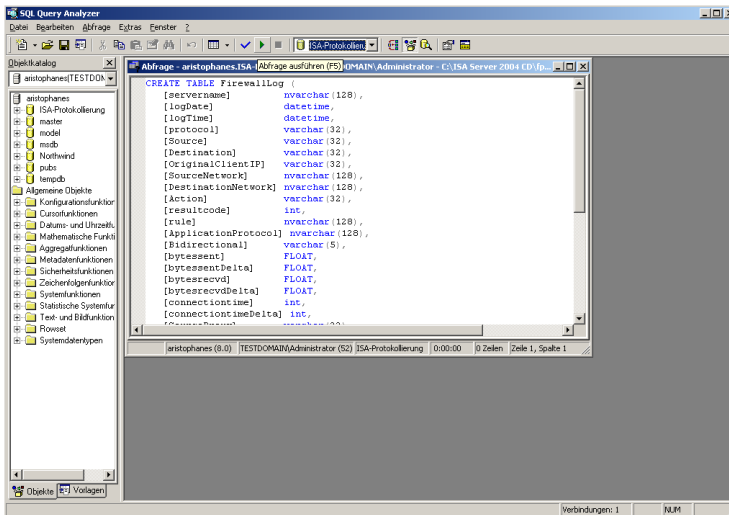 SQL Query Analyzer
Datei Bearbeiten Abfrage Extras Fenster ?
ISA-Protokollierung
Objektkatalog
aristophanes(TESTDOM
aristophanes
ISA-Protokollierung
master
model
msdb
Northwind
pubs
tempdb
Allgemeine Objekte
Konfigurationsfunktion
Cursorfunktionen
Datums- und Uhrzeitfu
Mathematische Funkti
Aggregatfunktionen
Metadatenfunktionen
Sicherheitsfunktionen
Zeichenfolgenfunktior
Systemfunktionen
Statistische Systemfur
Text- und Bildfunktion
Rowset
Systemdatentypen
Objekte Vorlagen
Abfrage - aristophanes.ISA- OMAIN\Administrator - C:\ISA Server 2004 CD\fp...
Abfrage ausführen (F5)
CREATE TABLE FirewallLog (
[servername] nvarchar(128),
[logDate] datetime,
[logTime] datetime,
[protocol] varchar(32),
[Source] varchar(32),
[Destination] varchar(32),
[OriginalClientIP] varchar(32),
[SourceNetwork] nvarchar(128),
[DestinationNetwork] nvarchar(128),
[Action] varchar(32),
[resultcode] int,
[rule] nvarchar(128),
[ApplicationProtocol] nvarchar(128),
[Bidirectional] varchar(5),
[bytessent] FLOAT,
[bytessentDelta] FLOAT,
[bytesrecvd] FLOAT,
[bytesrecvdDelta] FLOAT,
[connectiontime] int,
[connectiontimeDelta] int,
aristophanes (8.0) TESTDOMAIN\Administrator (52) ISA-Protokollierung 0:00:00 0 Zeilen Zeile 1, Spalte 1
Verbindungen: 1 NUM